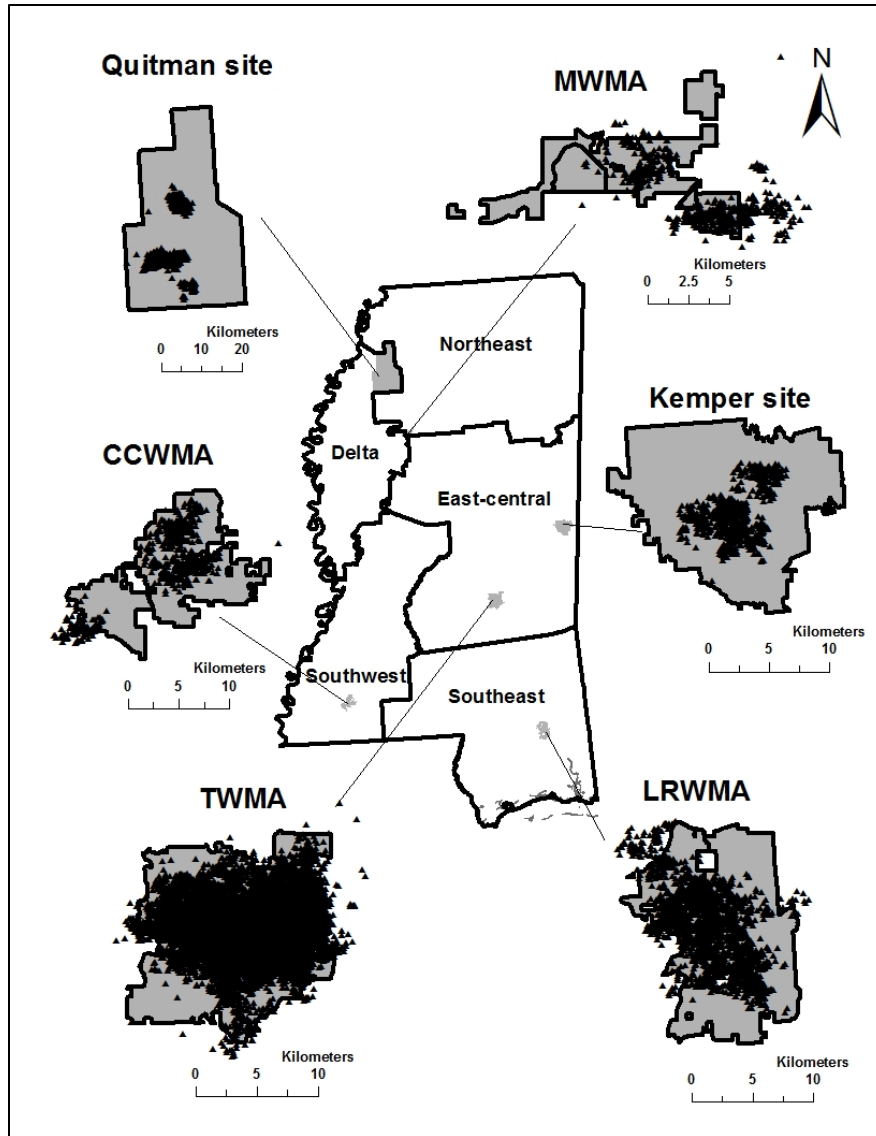 Quitman site
MWMA
N
Kilometers
0 2.5 5
Kilometers
0 10 20
Northeast
Kemper site
CCWMA
Delta
East-central
Kilometers
0 5 10
Kilometers
0 5 10
Southwest
Southeast
TWMA
LRWMA
Kilometers
0 5 10
Kilometers
0 5 10